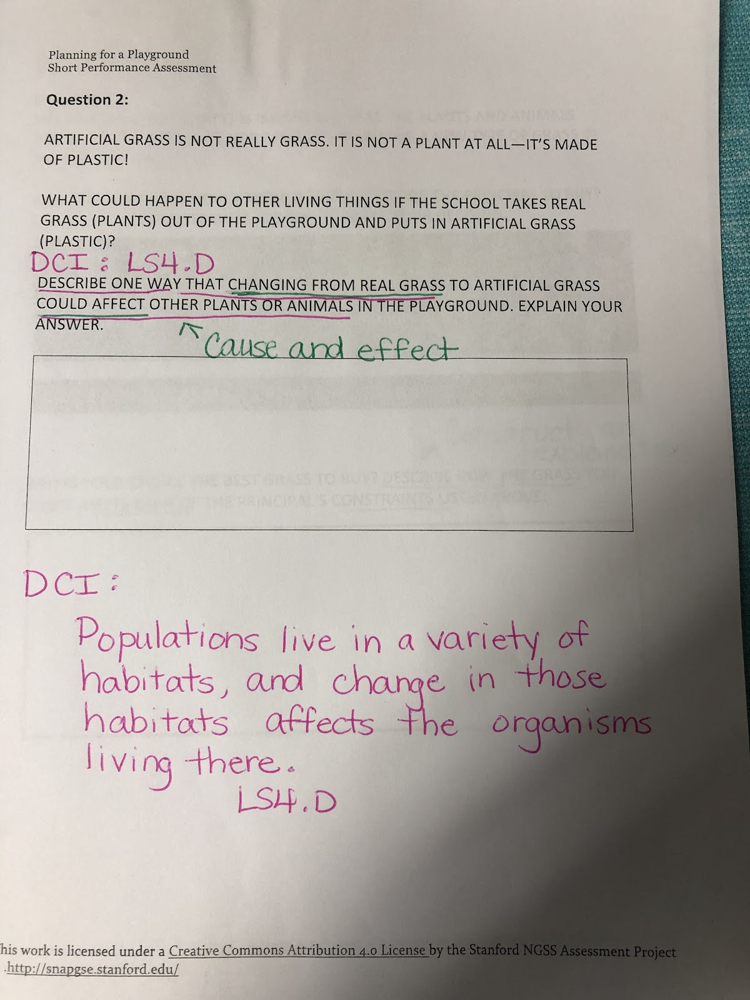 Planning for a Playground
Short Performance Assessment
Question 2:
ARTIFICIAL GRASS IS NOT REALLY GRASS. IT IS NOT A PLANT AT ALL—IT'S MADE
OF PLASTIC!
WHAT COULD HAPPEN TO OTHER LIVING THINGS IF THE SCHOOL TAKES REAL
GRASS (PLANTS) OUT OF THE PLAYGROUND AND PUTS IN ARTIFICIAL GRASS
(PLASTIC)?
DCI: LS4.D
DESCRIBE ONE WAY THAT CHANGING FROM REAL GRASS TO ARTIFICIAL GRASS
COULD AFFECT OTHER PLANTS OR ANIMALS IN THE PLAYGROUND. EXPLAIN YOUR
ANSWER.
Cause and effect
DCI:
Populations live in a variety of
habitats, and change in those
habitats affects the organisms
living there.
LS4.D
his work is licensed under a Creative Commons Attribution 4.0 License by the Stanford NGSS Assessment Project
.http://snapgse.stanford.edu/